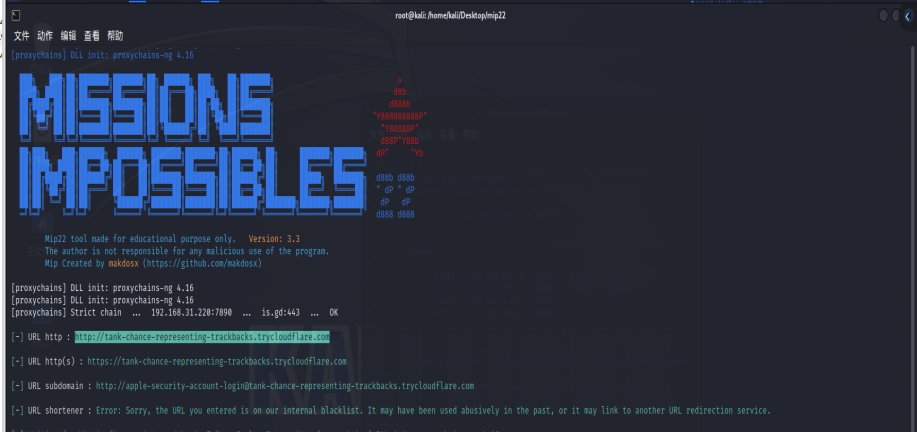 root@kali: /home/kali/Desktop/mip22
文件 动作 编辑 查看 帮助
[proxychains] DLL init: proxychains-ng 4.16
MISSIONS
IMPOSSBLES
Mip22 tool made for educational purpose only. Version: 3.3
The author is not responsible for any malicious use of the program.
Mip Created by makdosx (https://github.com/makdosx)
[proxychains] DLL init: proxychains-ng 4.16
[proxychains] DLL init: proxychains-ng 4.16
[proxychains] Strict chain ... 192.168.31.220:7890 ... is.gd:443 ... OK
[-] URL http : http://tank-chance-representing-trackbacks.trycloudflare.com
[-] URL http(s) : https://tank-chance-representing-trackbacks.trycloudflare.com
[-] URL subdomain : http://apple-security-account-login@tank-chance-representing-trackbacks.trycloudflare.com
[-] URL shortener : Error: Sorry, the URL you entered is on our internal blacklist. It may have been used abusively in the past, or it may link to another URL redirection service.